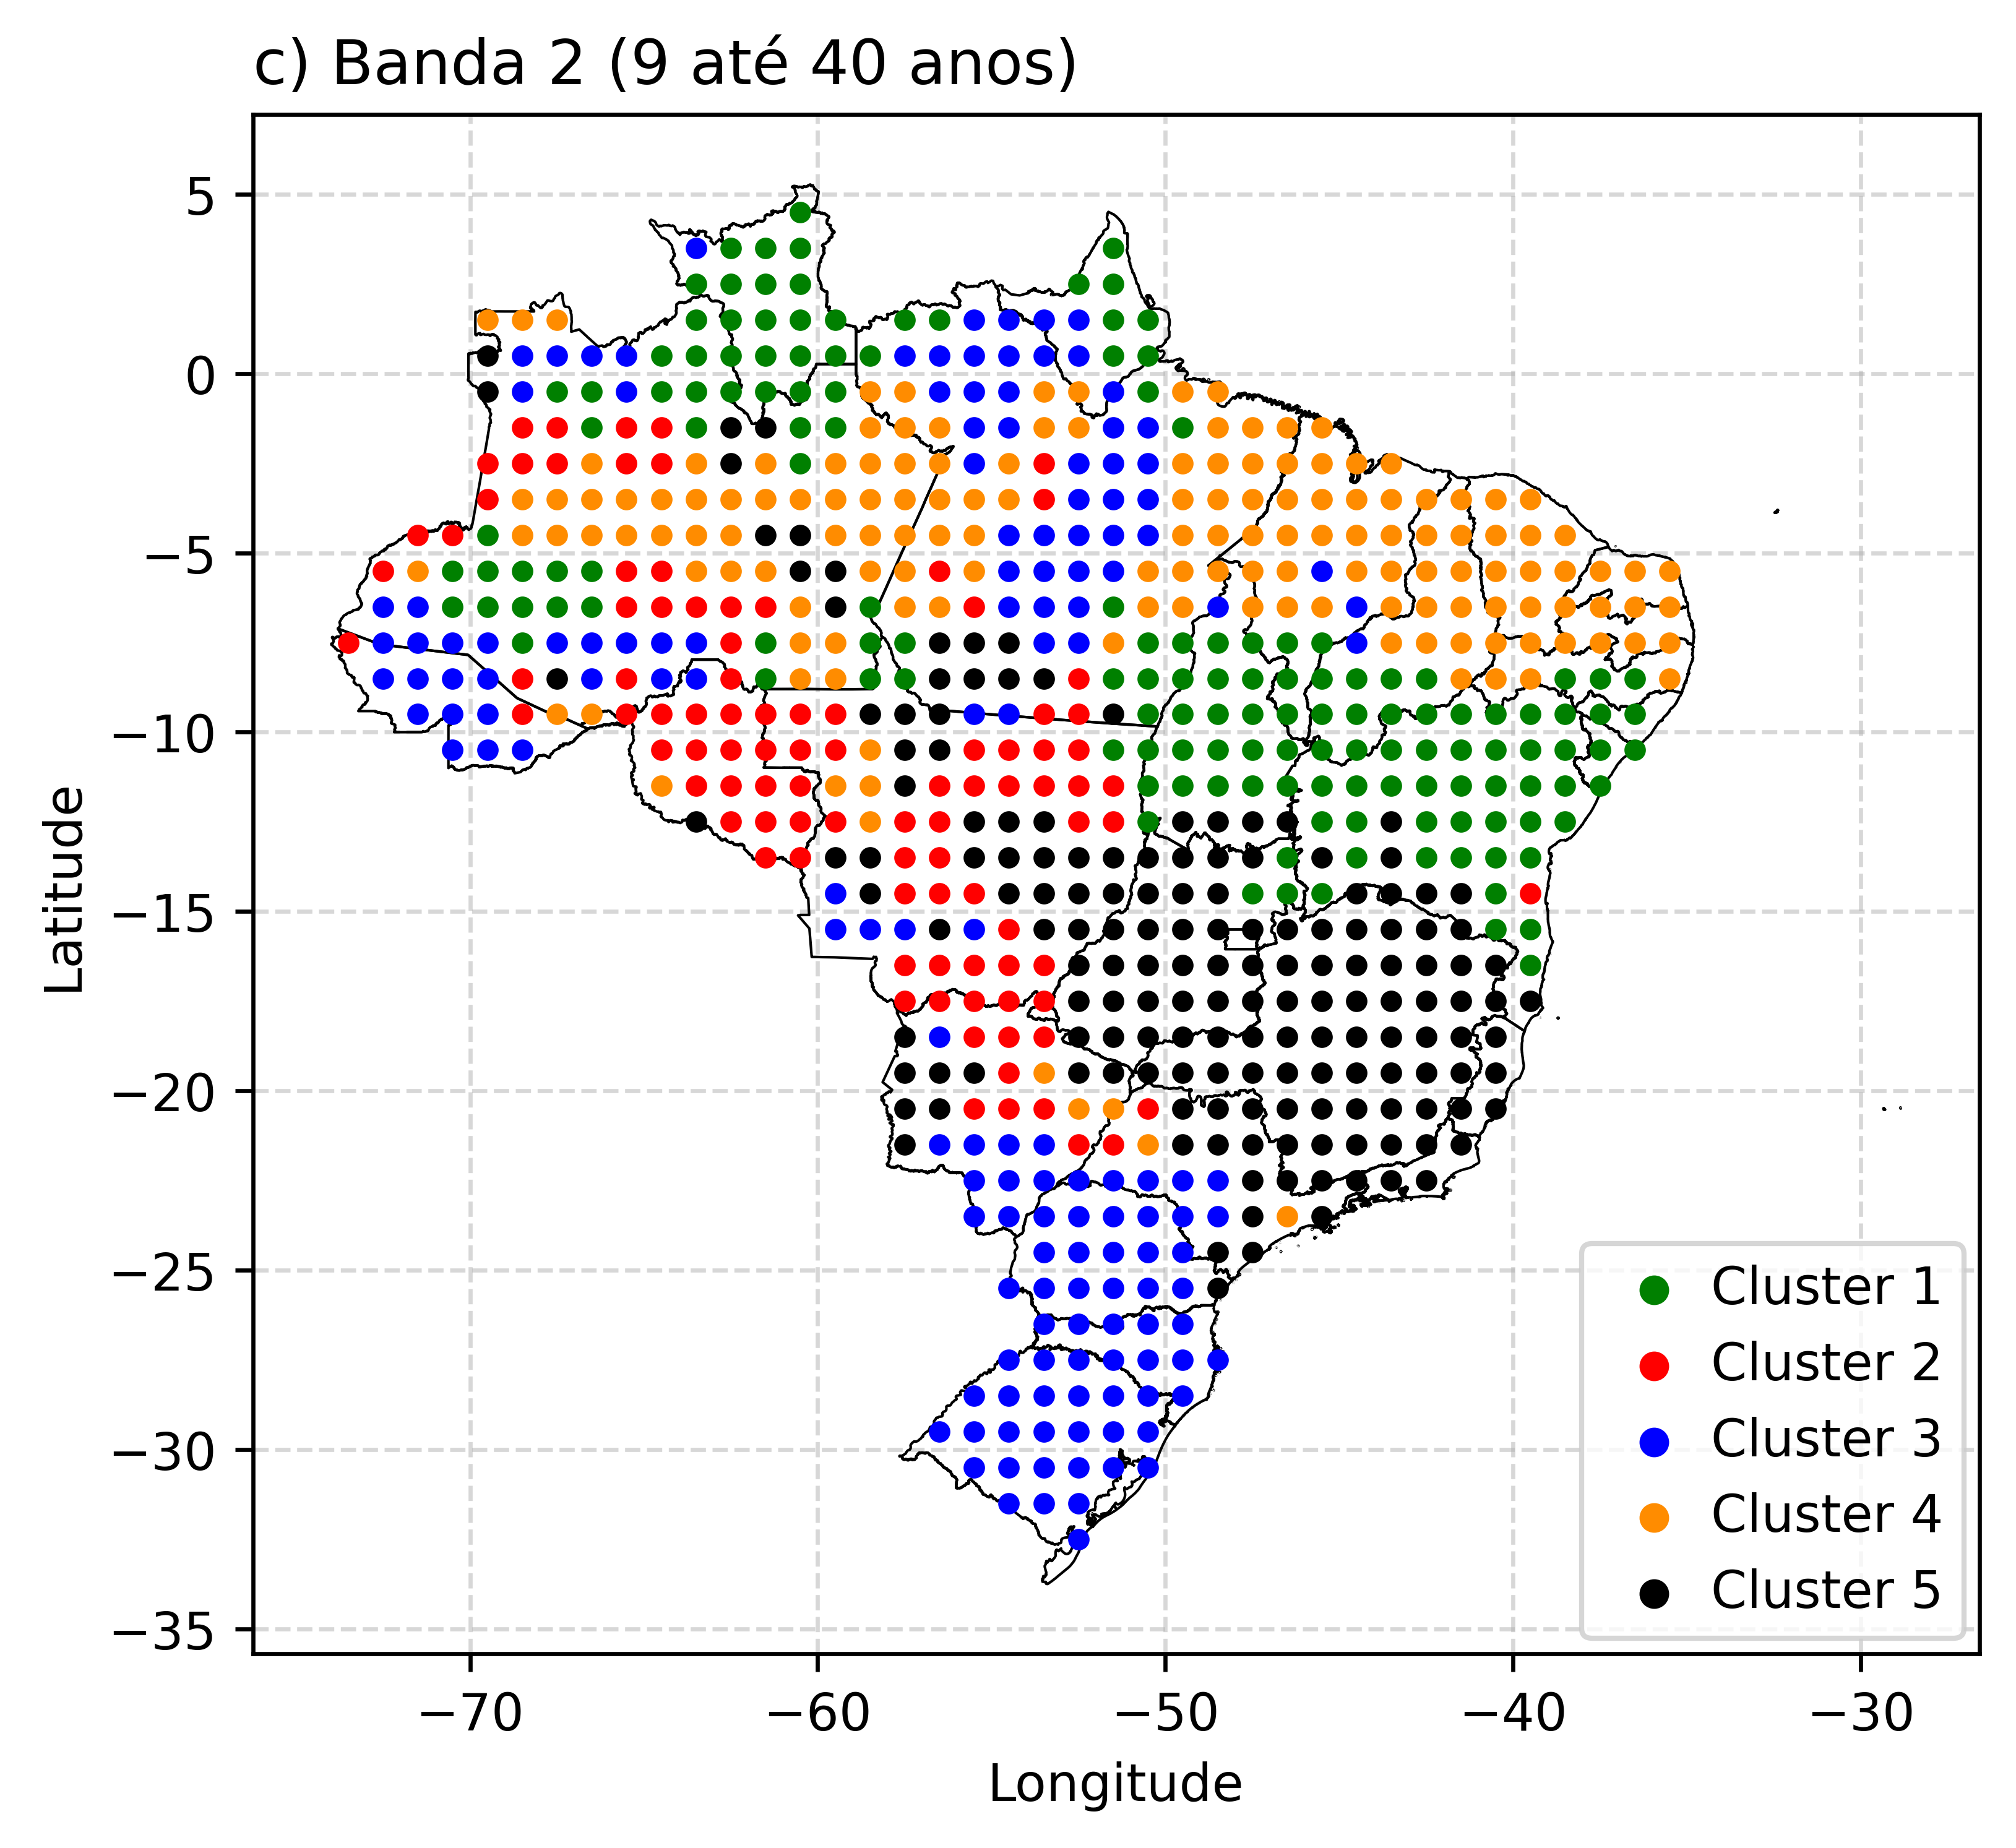 c) Banda 2 (9 até 40 anos)
5
0
−5
−10
−15
−20
−25
−30
−35
Latitude
−70
−60
−50
−40
−30
Longitude
Cluster 1
Cluster 2
Cluster 3
Cluster 4
Cluster 5